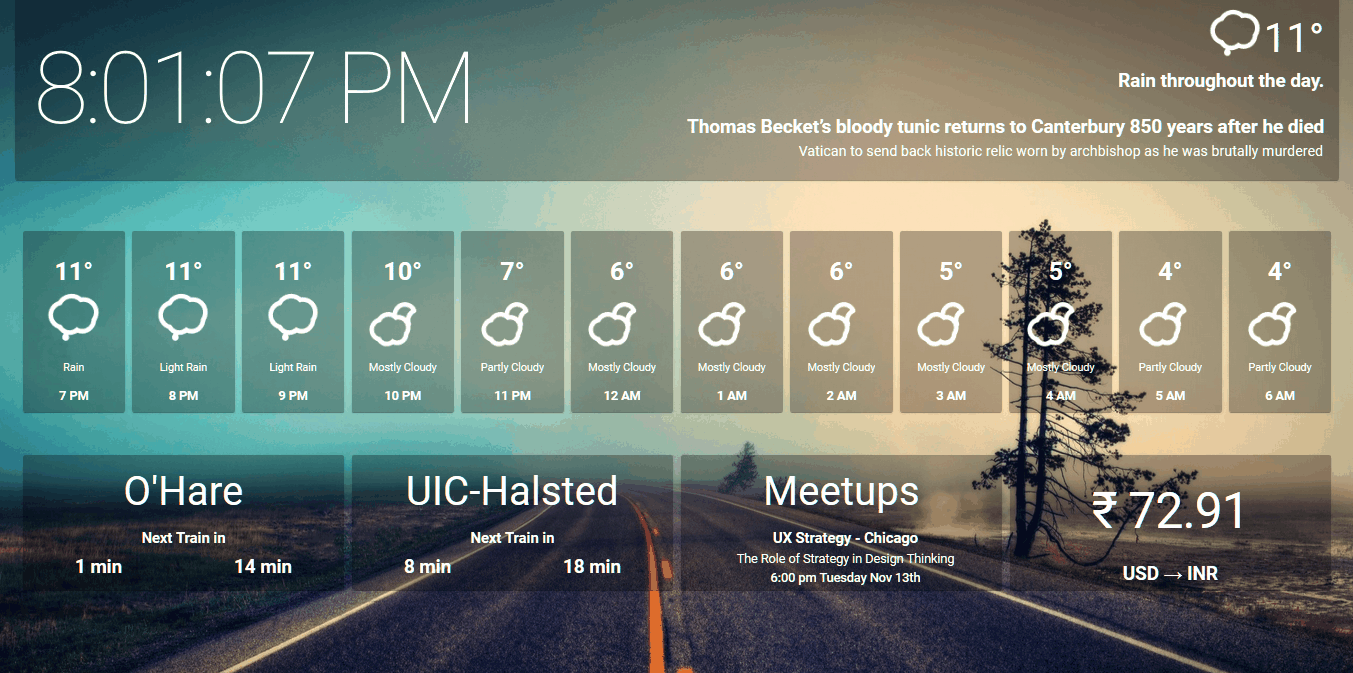 8:01:07 PM
11°
Rain throughout the day.
Thomas Becket’s bloody tunic returns to Canterbury 850 years after he died
Vatican to send back historic relic worn by archbishop as he was brutally murdered
11° 11° 11° 10° 7° 6° 6° 6° 5° 5° 4° 4°
Rain Light Rain Light Rain Mostly Cloudy Partly Cloudy Mostly Cloudy Mostly Cloudy Mostly Cloudy Mostly Cloudy Mostly Cloudy Partly Cloudy Partly Cloudy
7 PM 8 PM 9 PM 10 PM 11 PM 12 AM 1 AM 2 AM 3 AM 4 AM 5 AM 6 AM
O'Hare
Next Train in
1 min 14 min
UIC-Halsted
Next Train in
8 min 18 min
Meetups
UX Strategy - Chicago
The Role of Strategy in Design Thinking
6:00 pm Tuesday Nov 13th
₹ 72.91
USD → INR